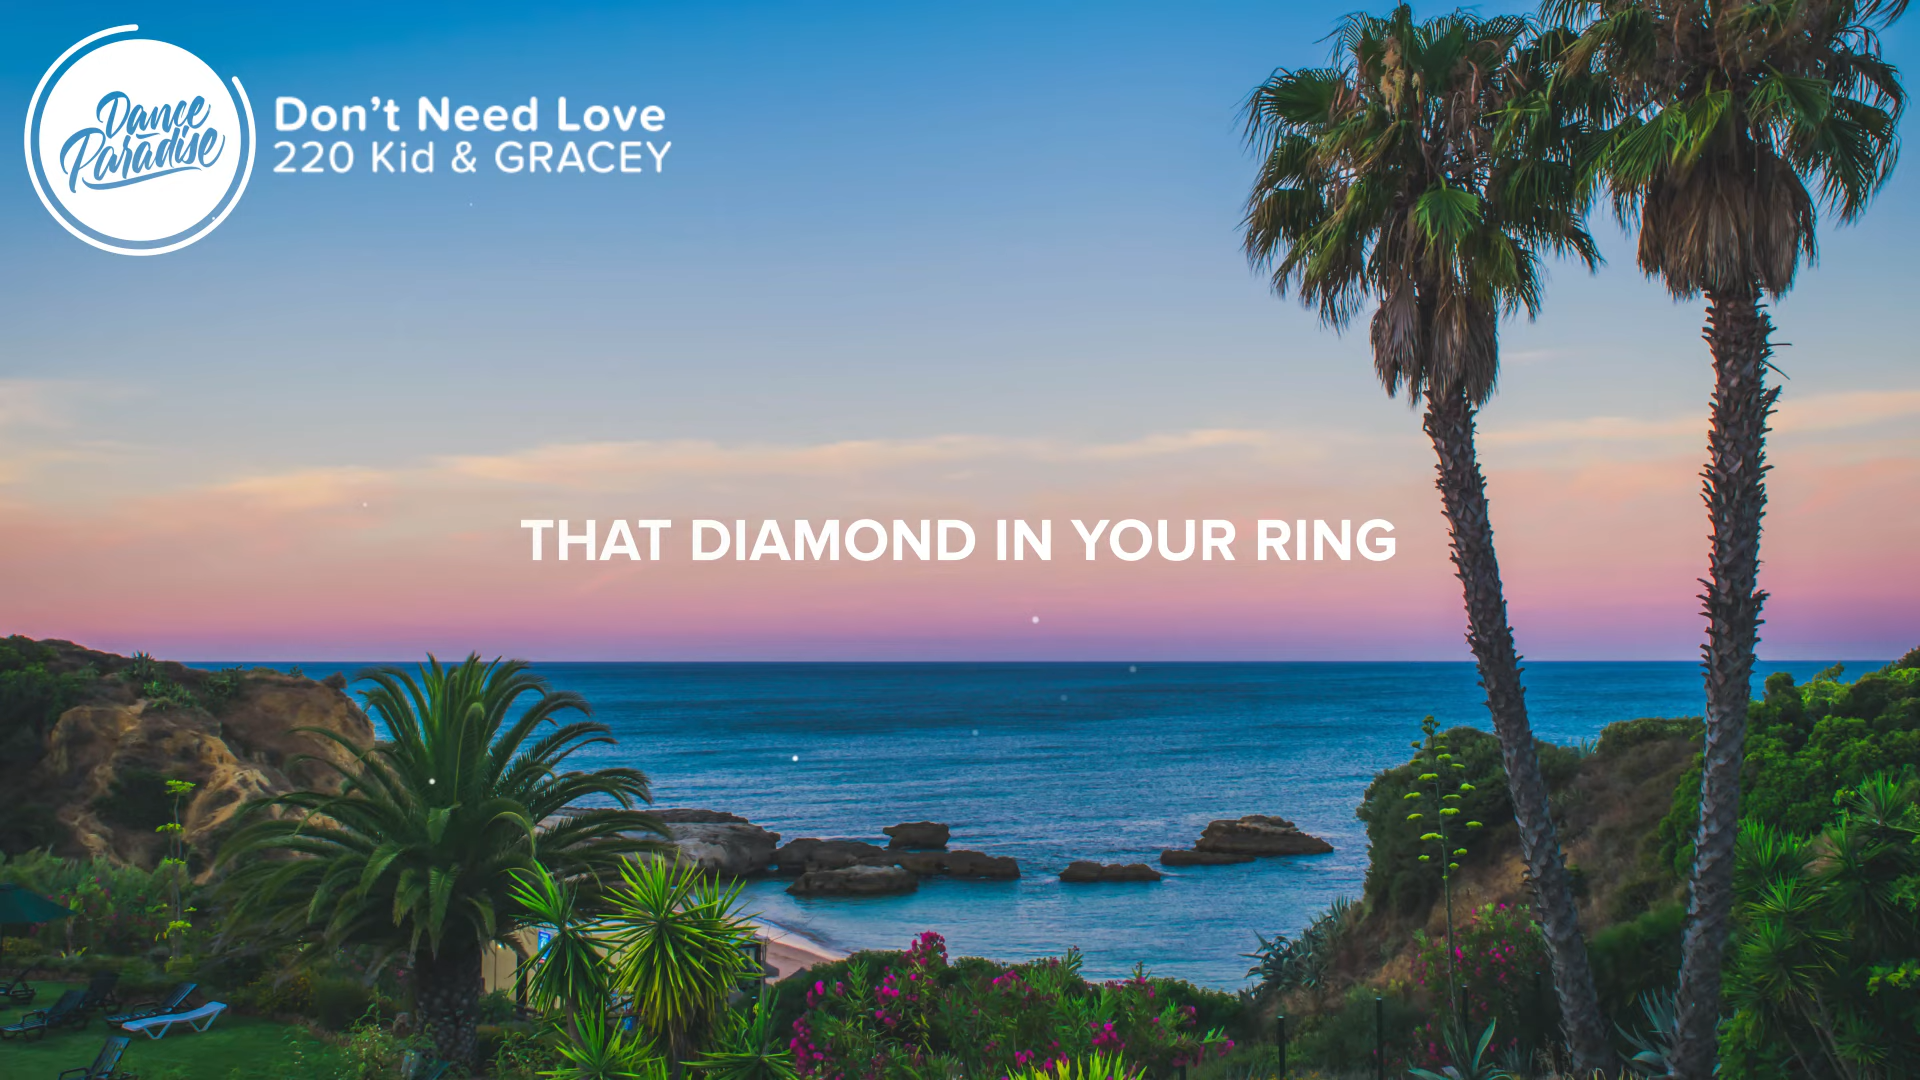 Dance
Paradise
Don't Need Love
220 Kid & GRACEY
THAT DIAMOND IN YOUR RING